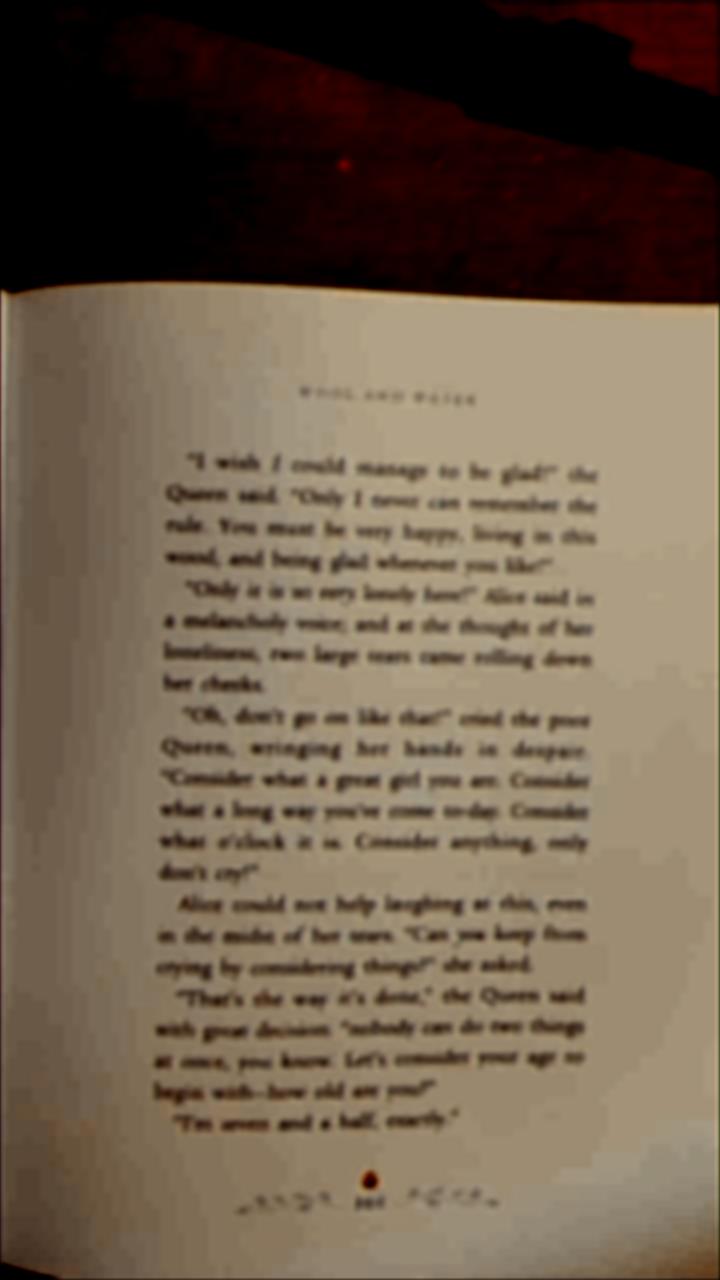 WOOL AND WATER
"I wish I could manage to be glad!" the
Queen said. "Only I never can remember the
rule. You must be very happy, living in this
wood, and being glad whenever you like!"
"Only it is so very lonely here!" Alice said in
a melancholy voice; and at the thought of her
loneliness, two large tears came rolling down
her cheeks.
"Oh, don't go on like that!" cried the poor
Queen, wringing her hands in despair.
"Consider what a great girl you are. Consider
what a long way you've come to-day. Consider
what o'clock it is. Consider anything, only
don't cry!"
Alice could not help laughing at this, even
in the midst of her tears. "Can you keep from
crying by considering things?" she asked.
"That's the way it's done," the Queen said
with great decision: "nobody can do two things
at once, you know. Let's consider your age to
begin with—how old are you?"
"I'm seven and a half, exactly."